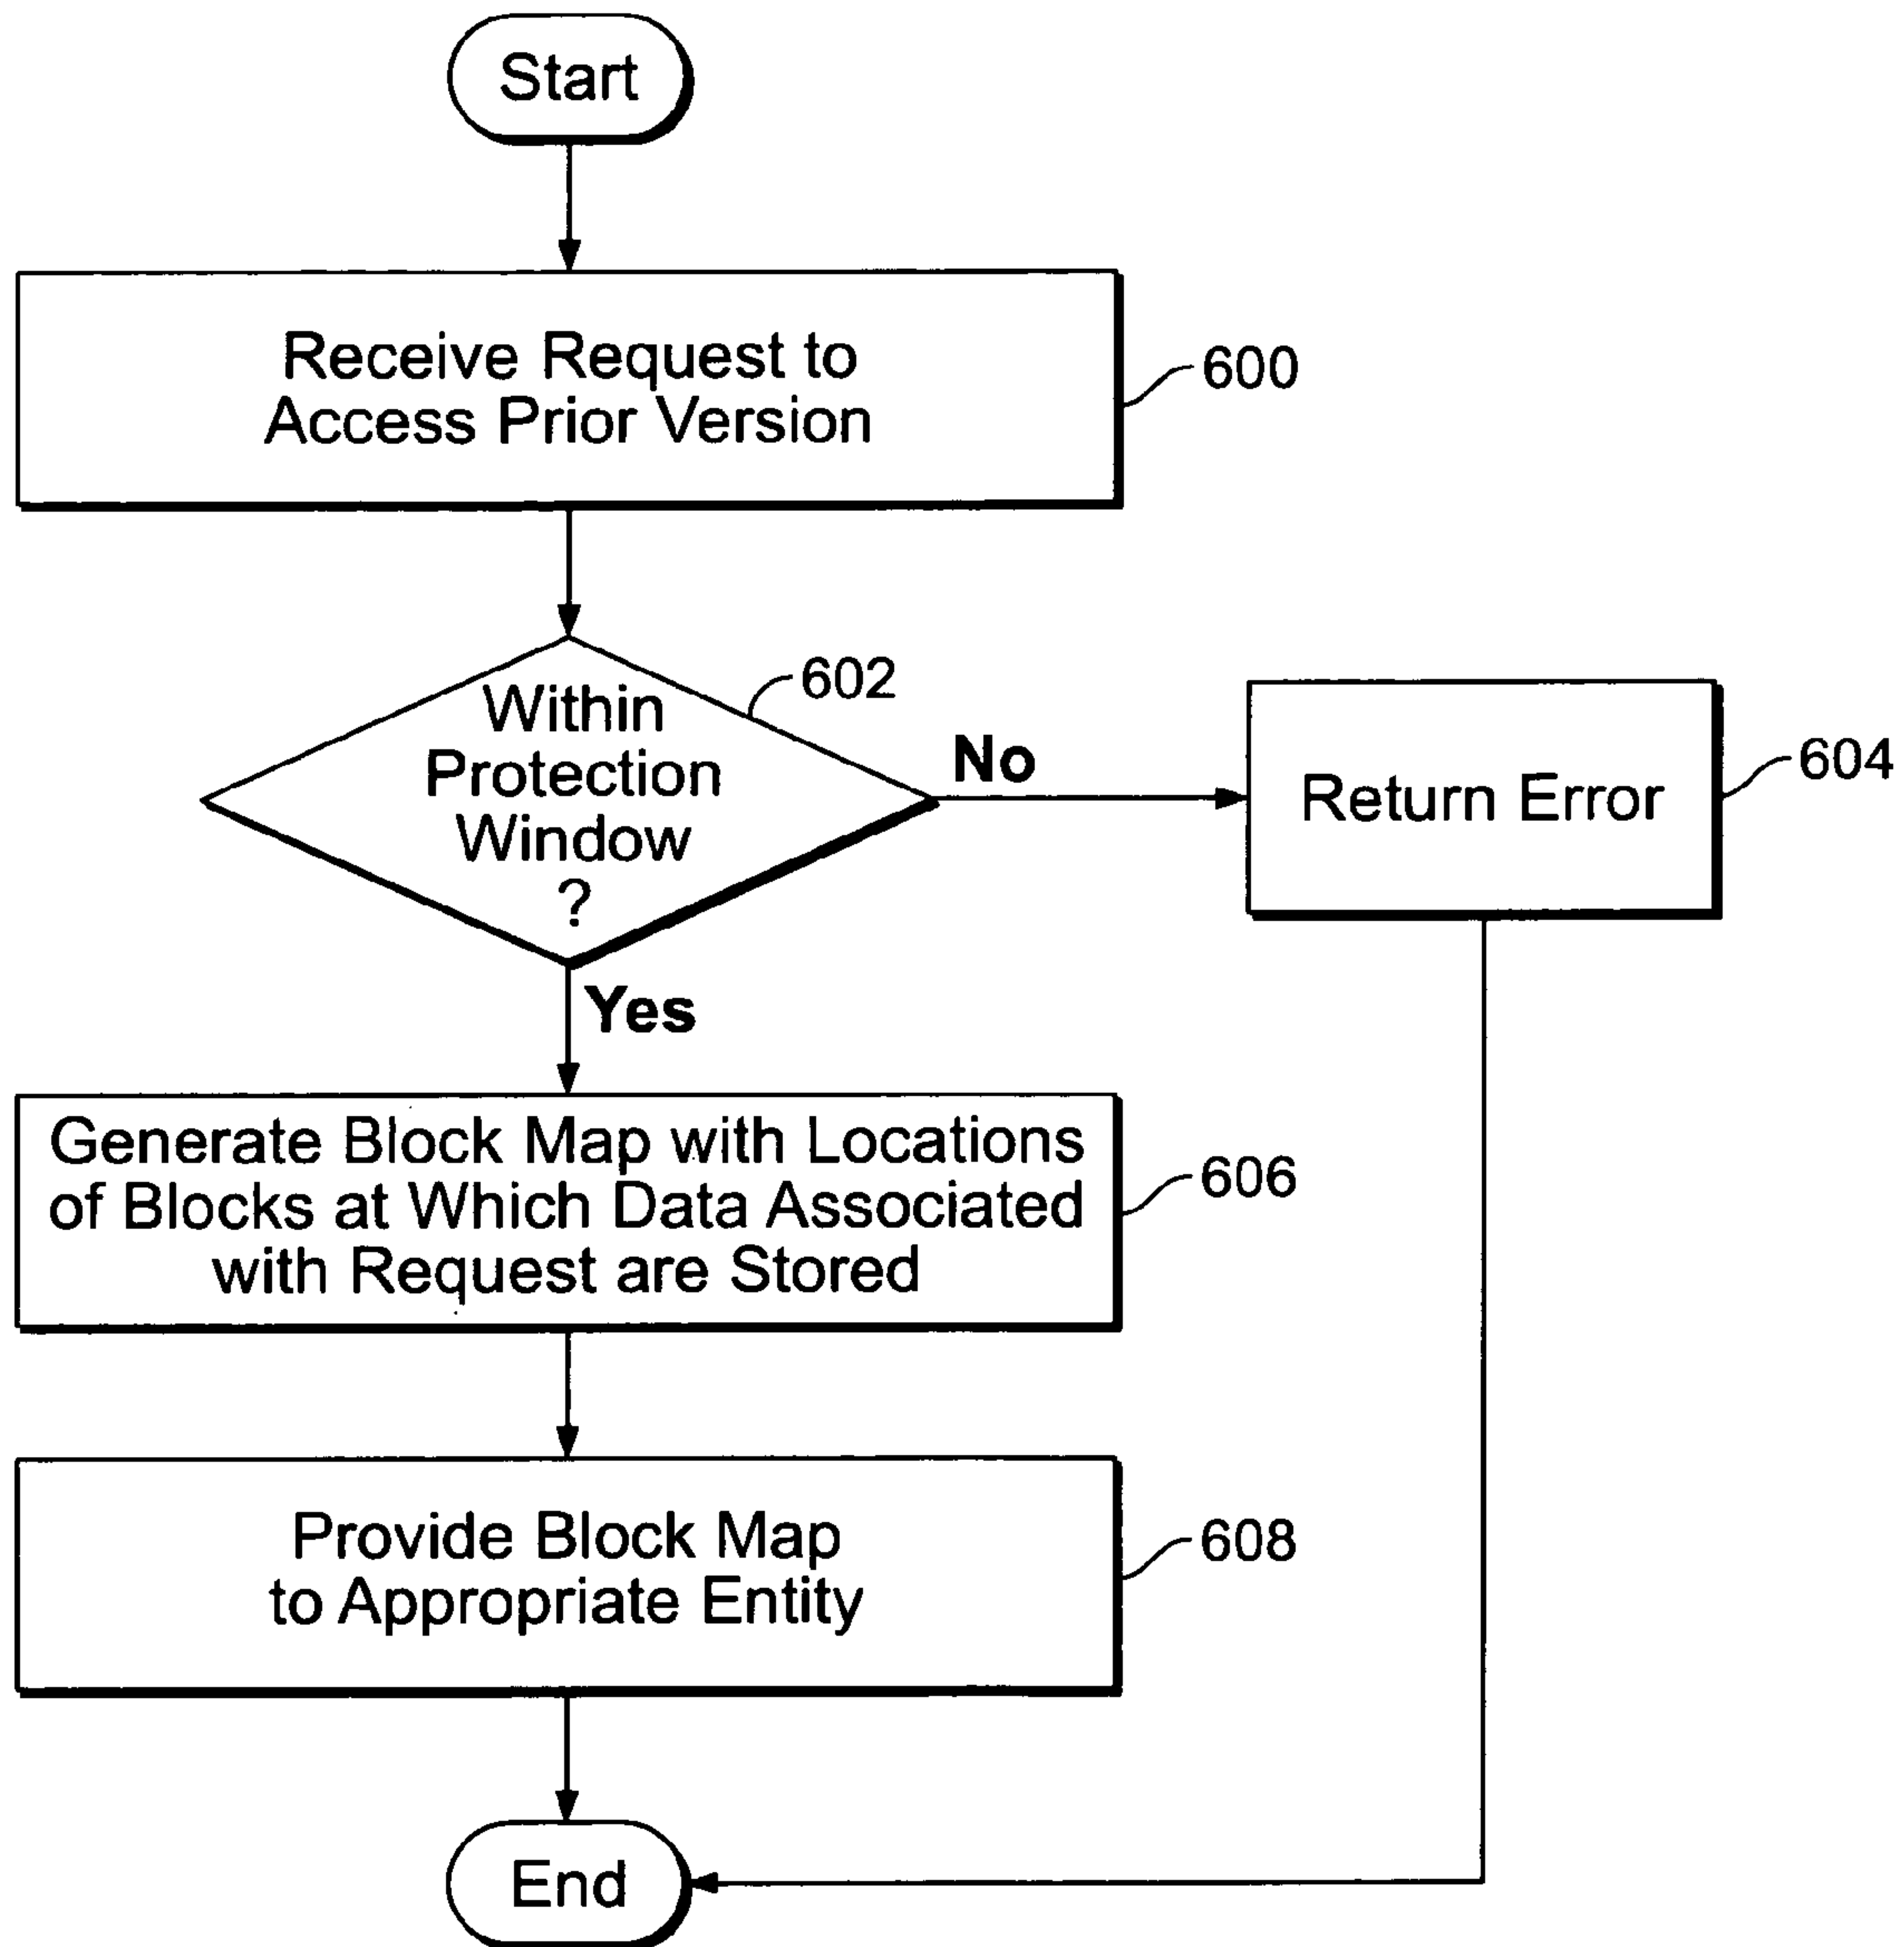 Start
Receive Request to
Access Prior Version
600
602
Within
Protection
Window
?
No
Return Error
604
Yes
Generate Block Map with Locations
of Blocks at Which Data Associated
with Request are Stored
606
Provide Block Map
to Appropriate Entity
608
End